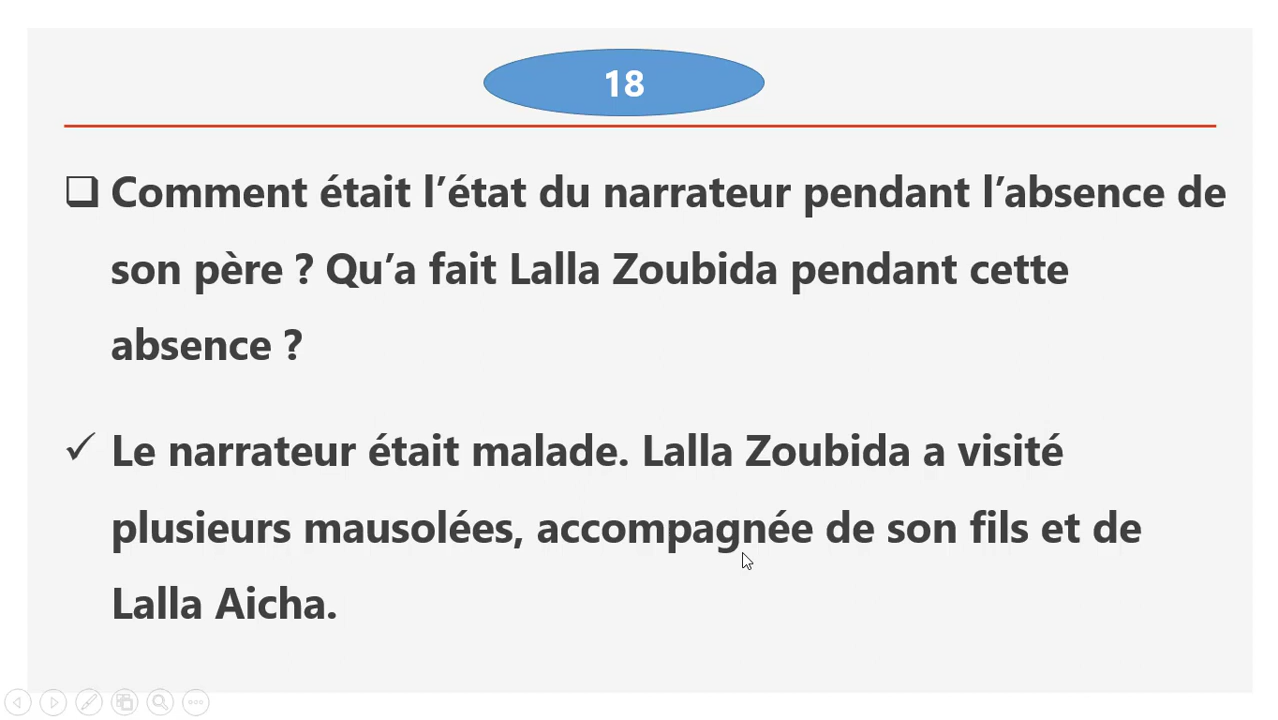 18
Comment était l’état du narrateur pendant l’absence de
son père ? Qu’a fait Lalla Zoubida pendant cette
absence ?
Le narrateur était malade. Lalla Zoubida a visité
plusieurs mausolées, accompagnée de son fils et de
Lalla Aicha.